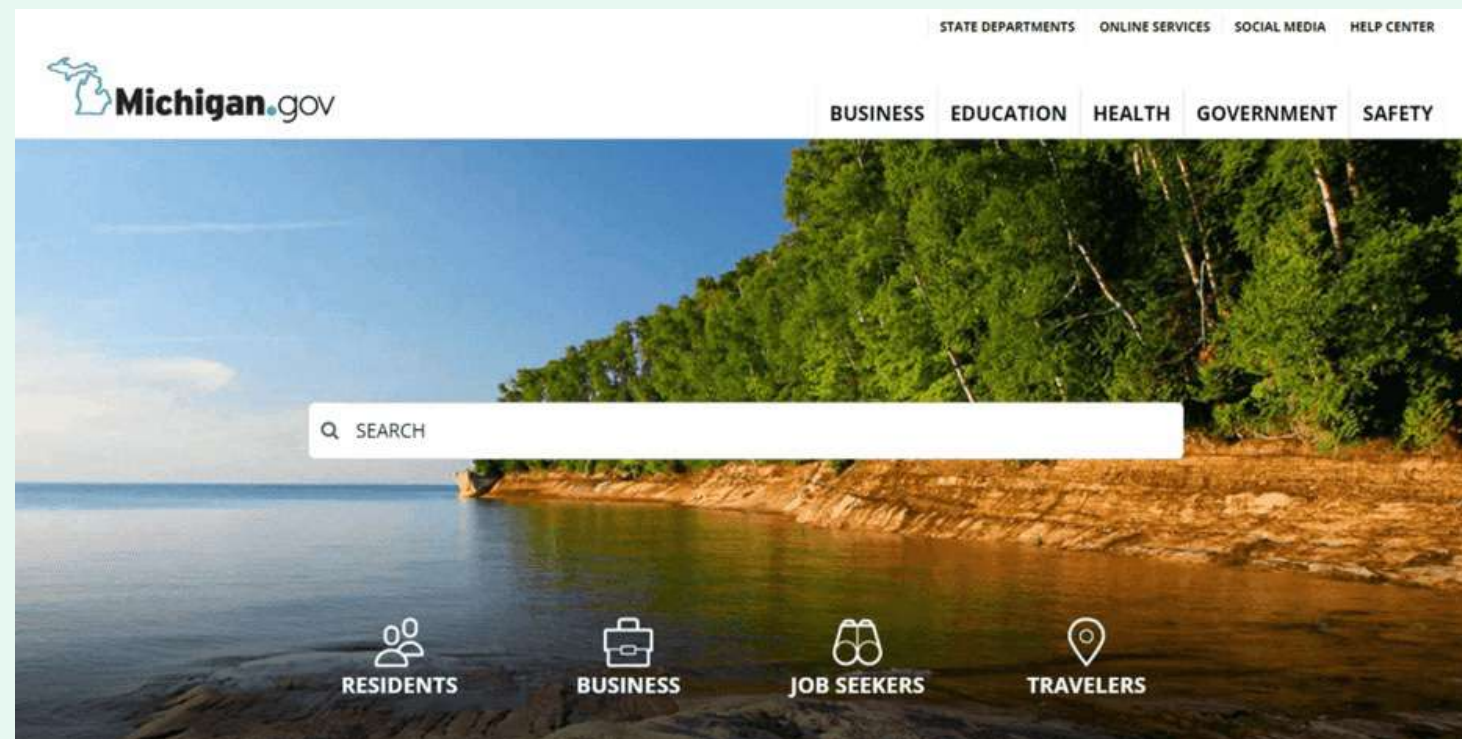 STATE DEPARTMENTS ONLINE SERVICES SOCIAL MEDIA HELP CENTER
Michigan.gov
BUSINESS EDUCATION HEALTH GOVERNMENT SAFETY
SEARCH
RESIDENTS BUSINESS JOB SEEKERS TRAVELERS